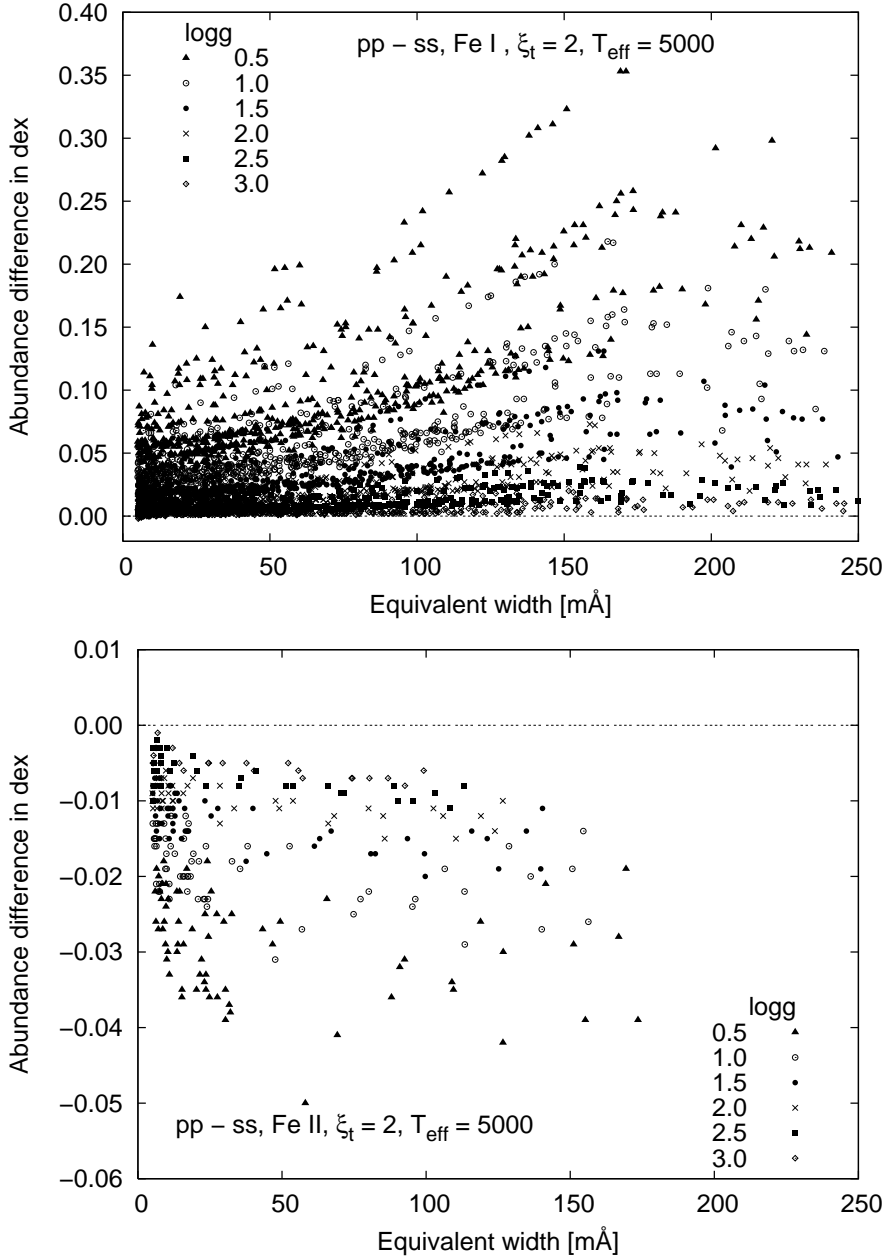 0.40
0.35
0.30
0.25
0.20
0.15
0.10
0.05
0.00
Abundance difference in dex
logg
0.5
1.0
1.5
2.0
2.5
3.0
pp − ss, Fe I , ξt = 2, Teff = 5000
0 50 100 150 200 250
Equivalent width [mÅ]
0.01
0.00
−0.01
−0.02
−0.03
−0.04
−0.05
−0.06
Abundance difference in dex
pp − ss, Fe II, ξt = 2, Teff = 5000
logg
0.5
1.0
1.5
2.0
2.5
3.0
0 50 100 150 200 250
Equivalent width [mÅ]